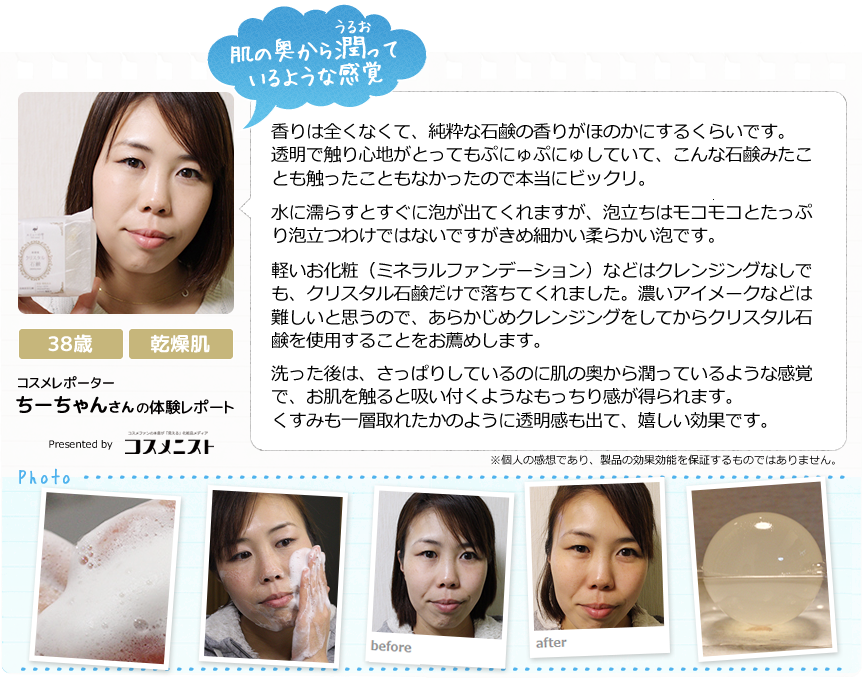 うるお
肌の奥から潤って
いるような感覚
香りは全くなくて、純粋な石鹸の香りがほのかにするくらいです。
透明で触り心地がとってもぷにゅぷにゅしていて、こんな石鹸みたこ
とも触ったこともなかったので本当にビックリ。
水に濡らすとすぐに泡が出てくれますが、泡立ちはモコモコとたっぷ
り泡立つわけではないですがきめ細かい柔らかい泡です。
軽いお化粧（ミネラルファンデーション）などはクレンジングなしで
も、クリスタル石鹸だけで落ちてくれました。濃いアイメークなどは
難しいと思うので、あらかじめクレンジングをしてからクリスタル石
鹸を使用することをお薦めします。
洗った後は、さっぱりしているのに肌の奥から潤っているような感覚
で、お肌を触ると吸い付くようなもっちり感が得られます。
くすみも一層取れたかのように透明感も出て、嬉しい効果です。
38歳 乾燥肌
コスメレポーター
ちーちゃんさんの体験レポート
Presented by コスメニスト
※個人の感想であり、製品の効果効能を保証するものではありません。
Photo
before
after